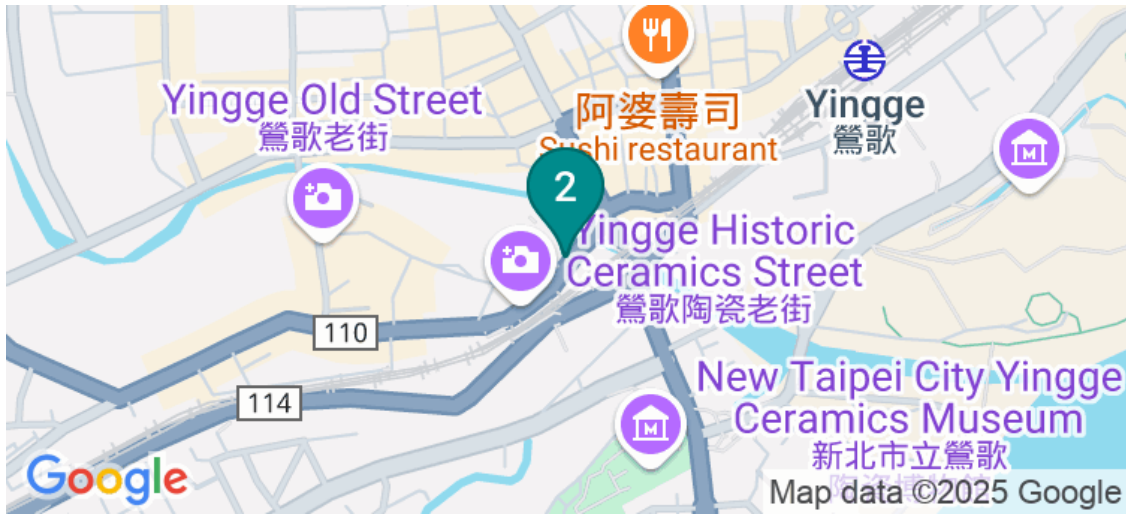 Yingge Old Street
鶯歌老街
阿婆壽司
Sushi restaurant
Yingge
鶯歌
2
Yingge Historic
Ceramics Street
鶯歌陶瓷老街
110
114
New Taipei City Yingge
Ceramics Museum
新北市立鶯歌
Google
Map data ©2025 Google